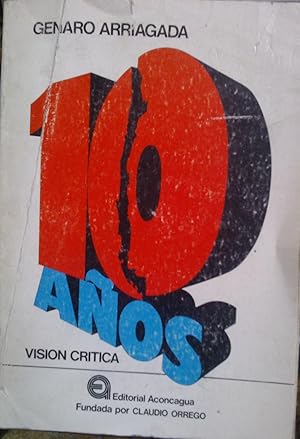 GENARO ARRIAGADA
10
AÑOS
VISION CRITICA
Editorial Aconcagua
Fundada por CLAUDIO ORREGO